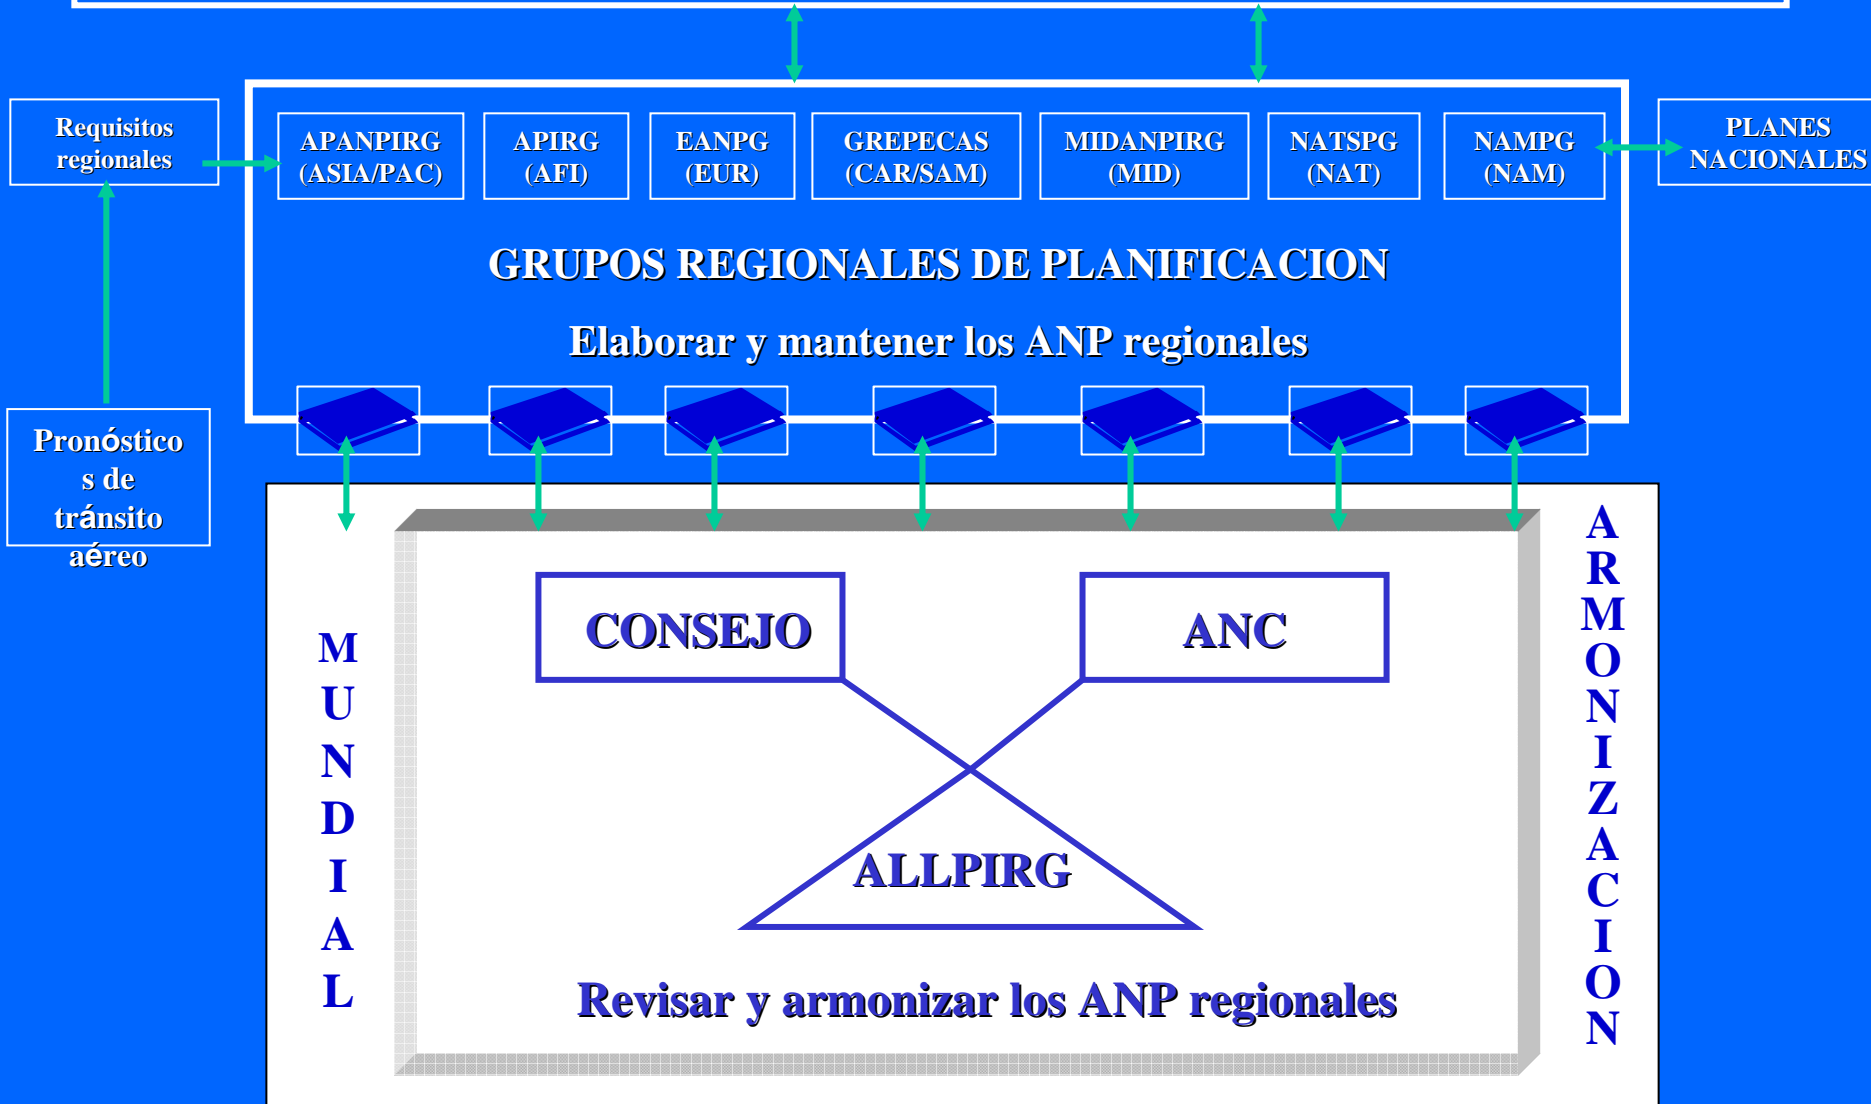 Requisitos
regionales
APANPIRG
(ASIA/PAC)
APIRG
(AFI)
EANPG
(EUR)
GREPECAS
(CAR/SAM)
MIDANPIRG
(MID)
NATSPG
(NAT)
NAMPG
(NAM)
PLANES
NACIONALES
GRUPOS REGIONALES DE PLANIFICACION
Elaborar y mantener los ANP regionales
Pronóstico
s de
tránsito
aéreo
M
U
N
D
I
A
L
CONSEJO
ANC
ALLPIRG
Revisar y armonizar los ANP regionales
A
R
M
O
N
I
Z
A
C
I
O
N